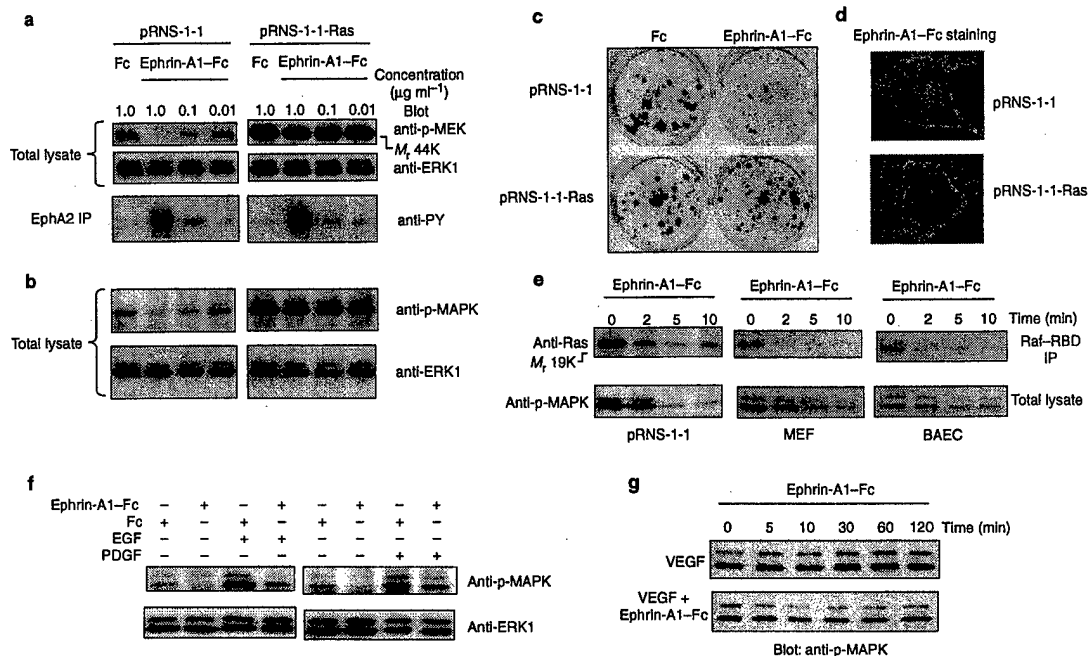 a
pRNS-1-1 pRNS-1-1-Ras
Fc Ephrin-A1–Fc Fc Ephrin-A1–Fc
Concentration
(µg ml⁻¹)
1.0 1.0 0.1 0.01 1.0 1.0 0.1 0.01
Blot
Total lysate
anti-p-MEK
Mr 44K
anti-ERK1
EphA2 IP
anti-PY
b
Total lysate
anti-p-MAPK
anti-ERK1
c
Fc Ephrin-A1–Fc
pRNS-1-1
pRNS-1-1-Ras
d
Ephrin-A1–Fc staining
pRNS-1-1
pRNS-1-1-Ras
e
Ephrin-A1–Fc Ephrin-A1–Fc Ephrin-A1–Fc
0 2 5 10 0 2 5 10 0 2 5 10 Time (min)
Anti-Ras
Mr 19K
Raf–RBD
IP
Anti-p-MAPK
Total lysate
pRNS-1-1 MEF BAEC
f
Ephrin-A1–Fc – + – + – + – +
Fc + – + – + – + –
EGF – – + + – – – –
PDGF – – – – – – + +
Anti-p-MAPK
Anti-ERK1
g
Ephrin-A1–Fc
0 5 10 30 60 120 Time (min)
VEGF
VEGF +
Ephrin-A1–Fc
Blot: anti-p-MAPK